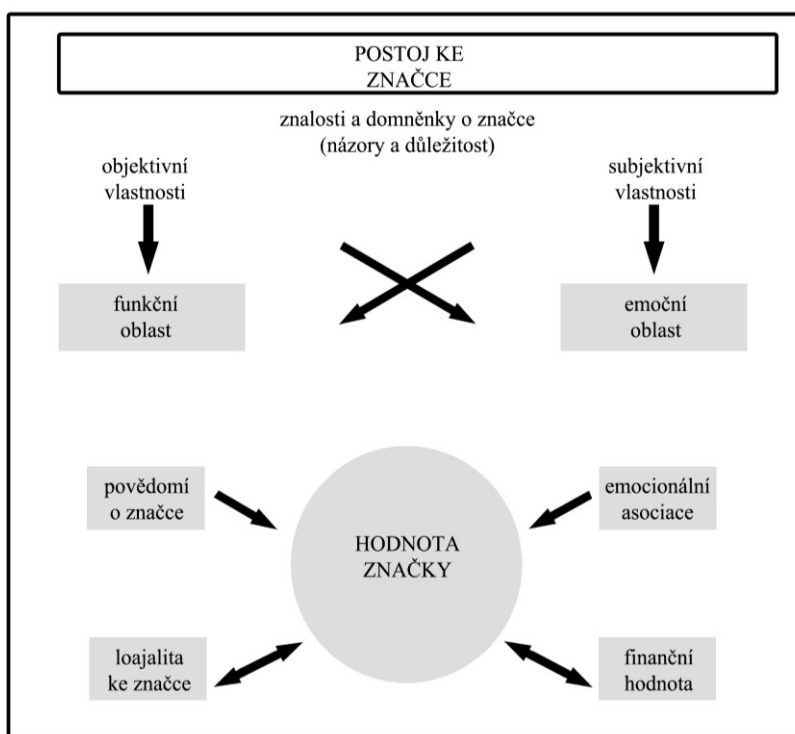 POSTOJ KE
ZNAČCE
znalosti a domněnky o značce
(názory a důležitost)
objektivní
vlastnosti
subjektivní
vlastnosti
funkční
oblast
emoční
oblast
povědomí
o značce
emocionální
asociace
HODNOTA
ZNAČKY
loajalita
ke značce
finanční
hodnota